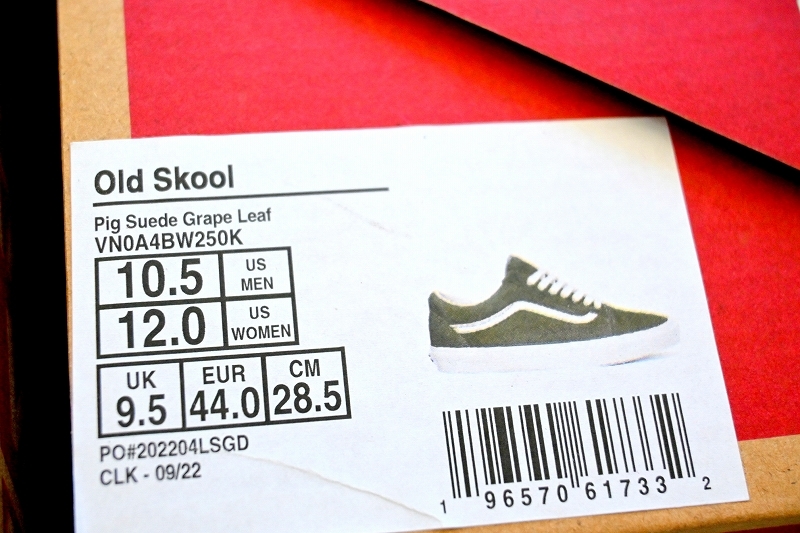 Old Skool
Pig Suede Grape Leaf
VN0A4BW250K
10.5 US MEN
12.0 US WOMEN
UK EUR CM
9.5 44.0 28.5
PO#202204LSGD
CLK - 09/22
1 96570 61733 2